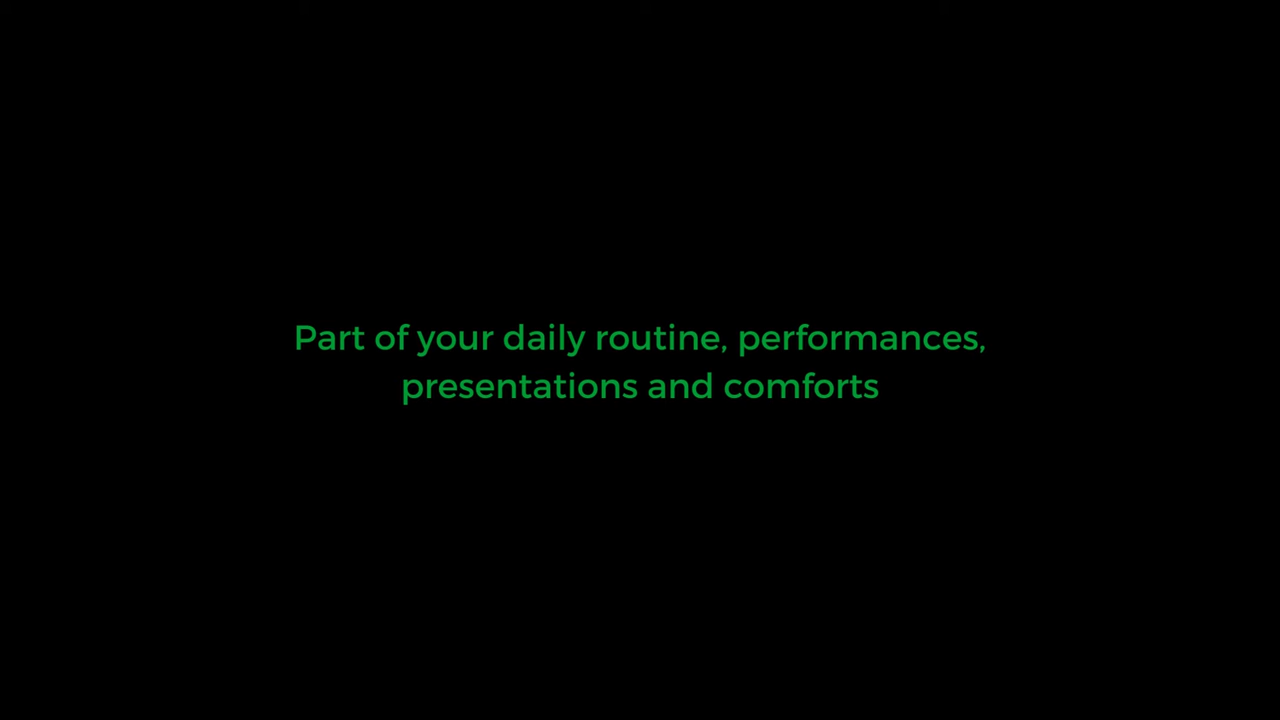 Part of your daily routine, performances,
presentations and comforts